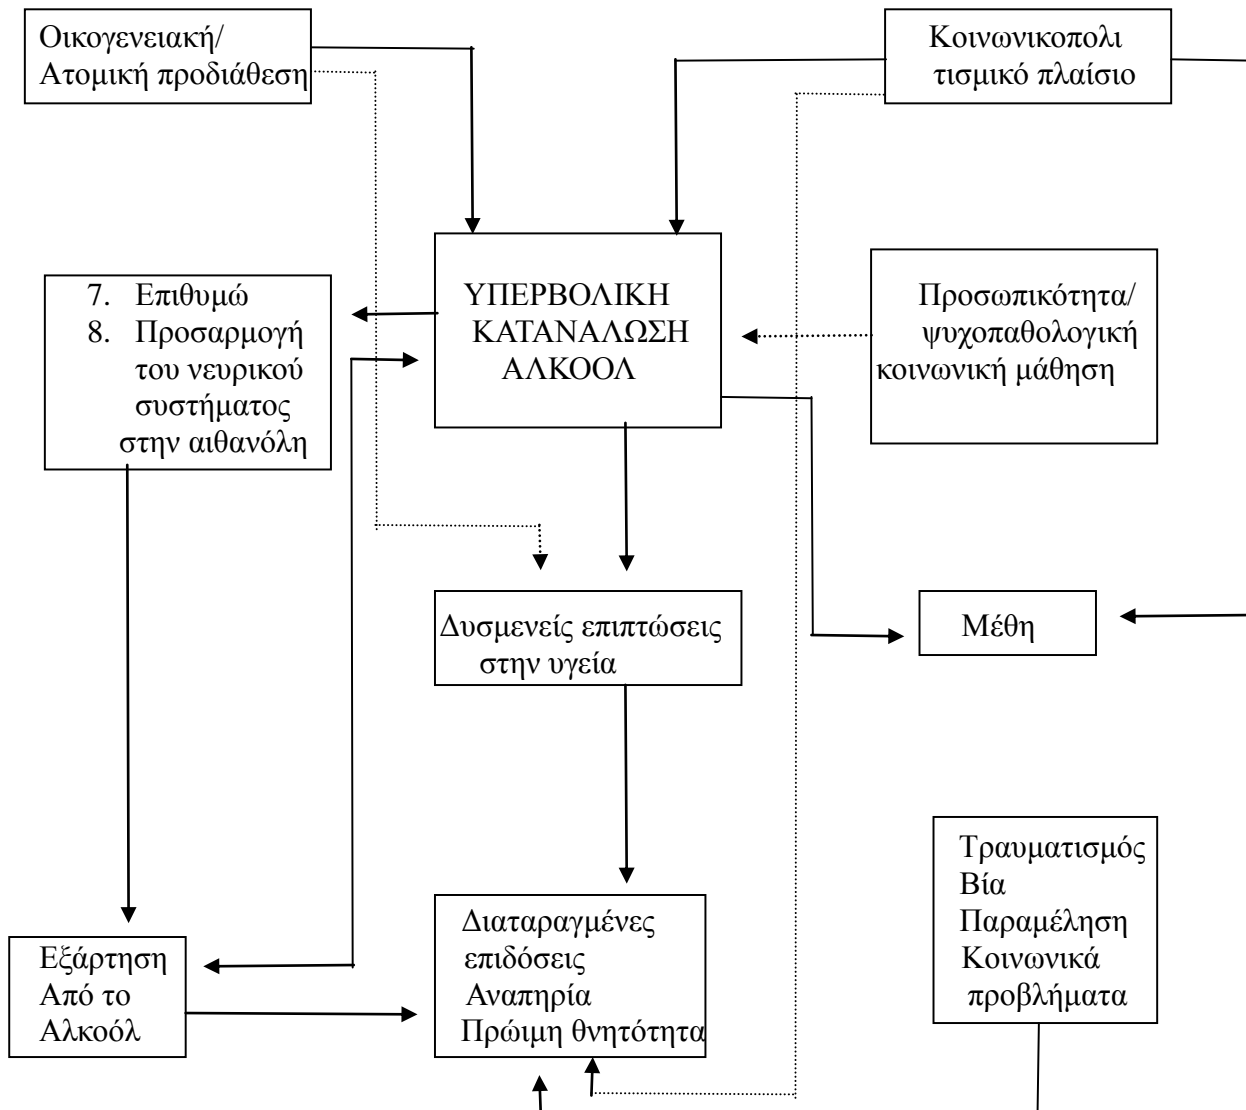 Οικογενειακή/
Ατομική προδιάθεση
Κοινωνικοπολι
τισμικό πλαίσιο
7. Επιθυμώ
8. Προσαρμογή
του νευρικού
συστήματος
στην αιθανόλη
ΥΠΕΡΒΟΛΙΚΗ
ΚΑΤΑΝΑΛΩΣΗ
ΑΛΚΟΟΛ
Προσωπικότητα/
ψυχοπαθολογική
κοινωνική μάθηση
Δυσμενείς επιπτώσεις
στην υγεία
Μέθη
Εξάρτηση
Από το
Αλκοόλ
Διαταραγμένες
επιδόσεις
Αναπηρία
Πρώιμη θνητότητα
Τραυματισμός
Βία
Παραμέληση
Κοινωνικά
προβλήματα